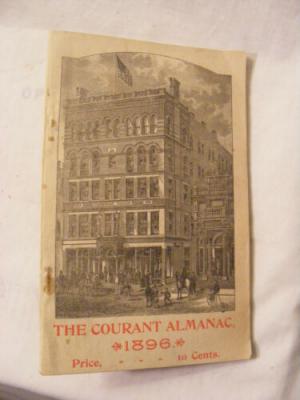 THE COURANT ALMANAC,
1896.
Price, - - - 10 Cents.